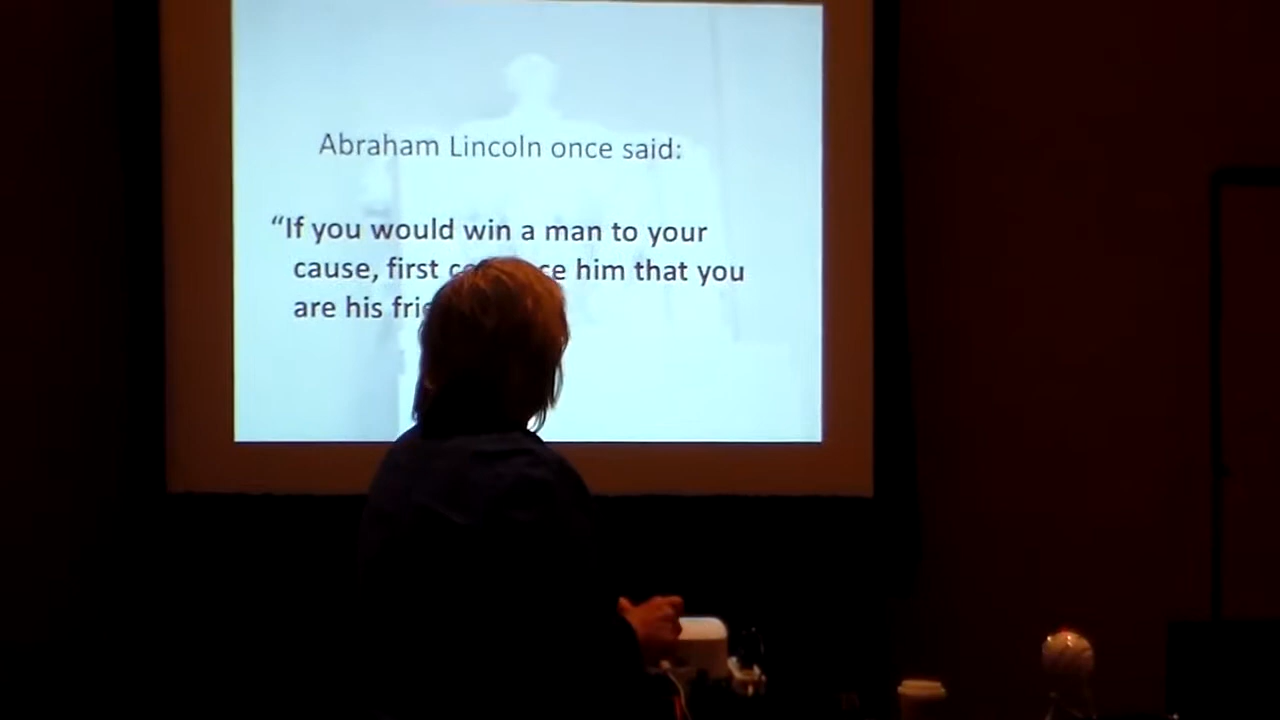 Abraham Lincoln once said:
“If you would win a man to your
cause, first him that you
are his